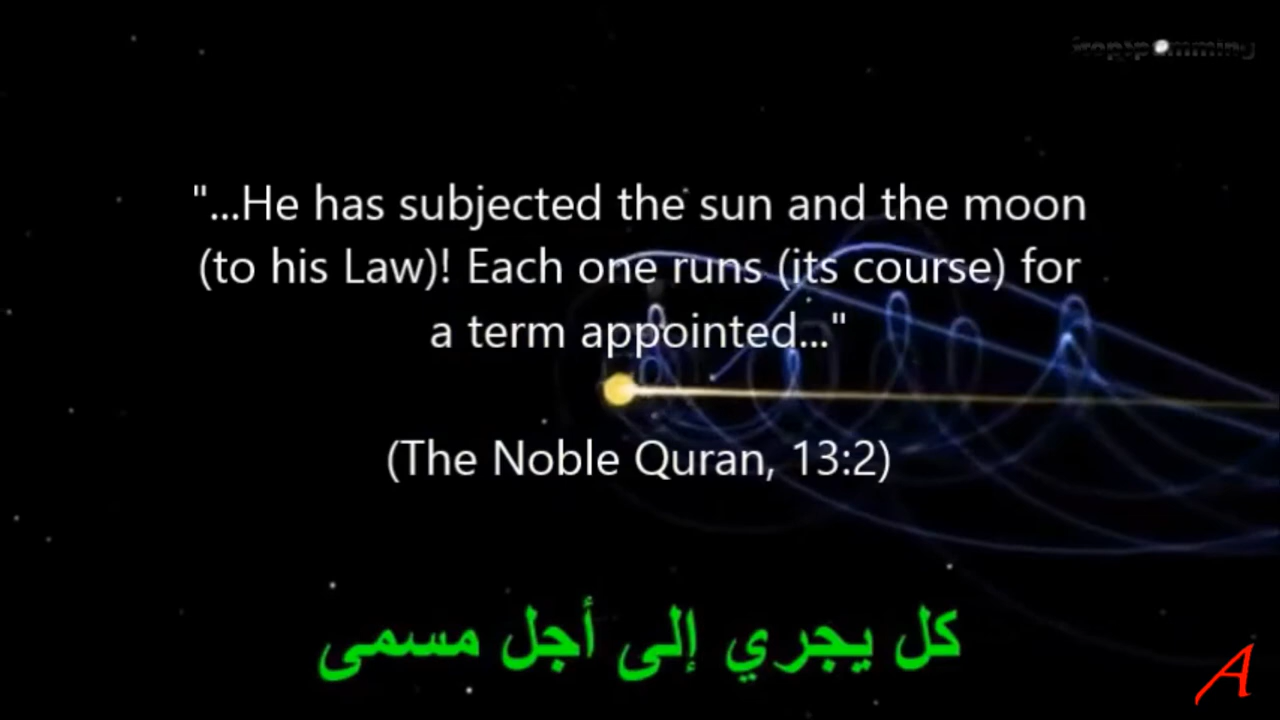 "...He has subjected the sun and the moon
(to his Law)! Each one runs (its course) for
a term appointed..."
(The Noble Quran, 13:2)
كل يجري إلى أجل مسمى
A